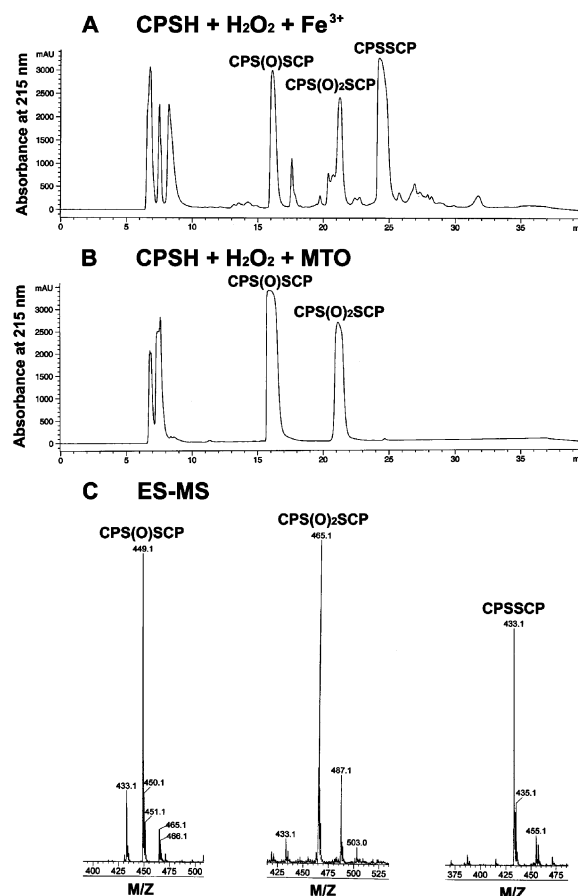 A CPSH + H₂O₂ + Fe³⁺
CPS(O)SCP
CPS(O)₂SCP
CPSSCP
Absorbance at 215 nm
mAU
3000
2500
2000
1500
1000
500
0
0 5 10 15 20 25 30 35 m
B CPSH + H₂O₂ + MTO
CPS(O)SCP
CPS(O)₂SCP
Absorbance at 215 nm
mAU
3000
2500
2000
1500
1000
500
0
0 5 10 15 20 25 30 35 m
C ES-MS
CPS(O)SCP
449.1
433.1
450.1
451.1
465.1
466.1
400 425 450 475 500
M/Z
CPS(O)₂SCP
465.1
487.1
433.1
503.0
425 450 475 500 525
M/Z
CPSSCP
433.1
435.1
455.1
375 400 425 450 475
M/Z